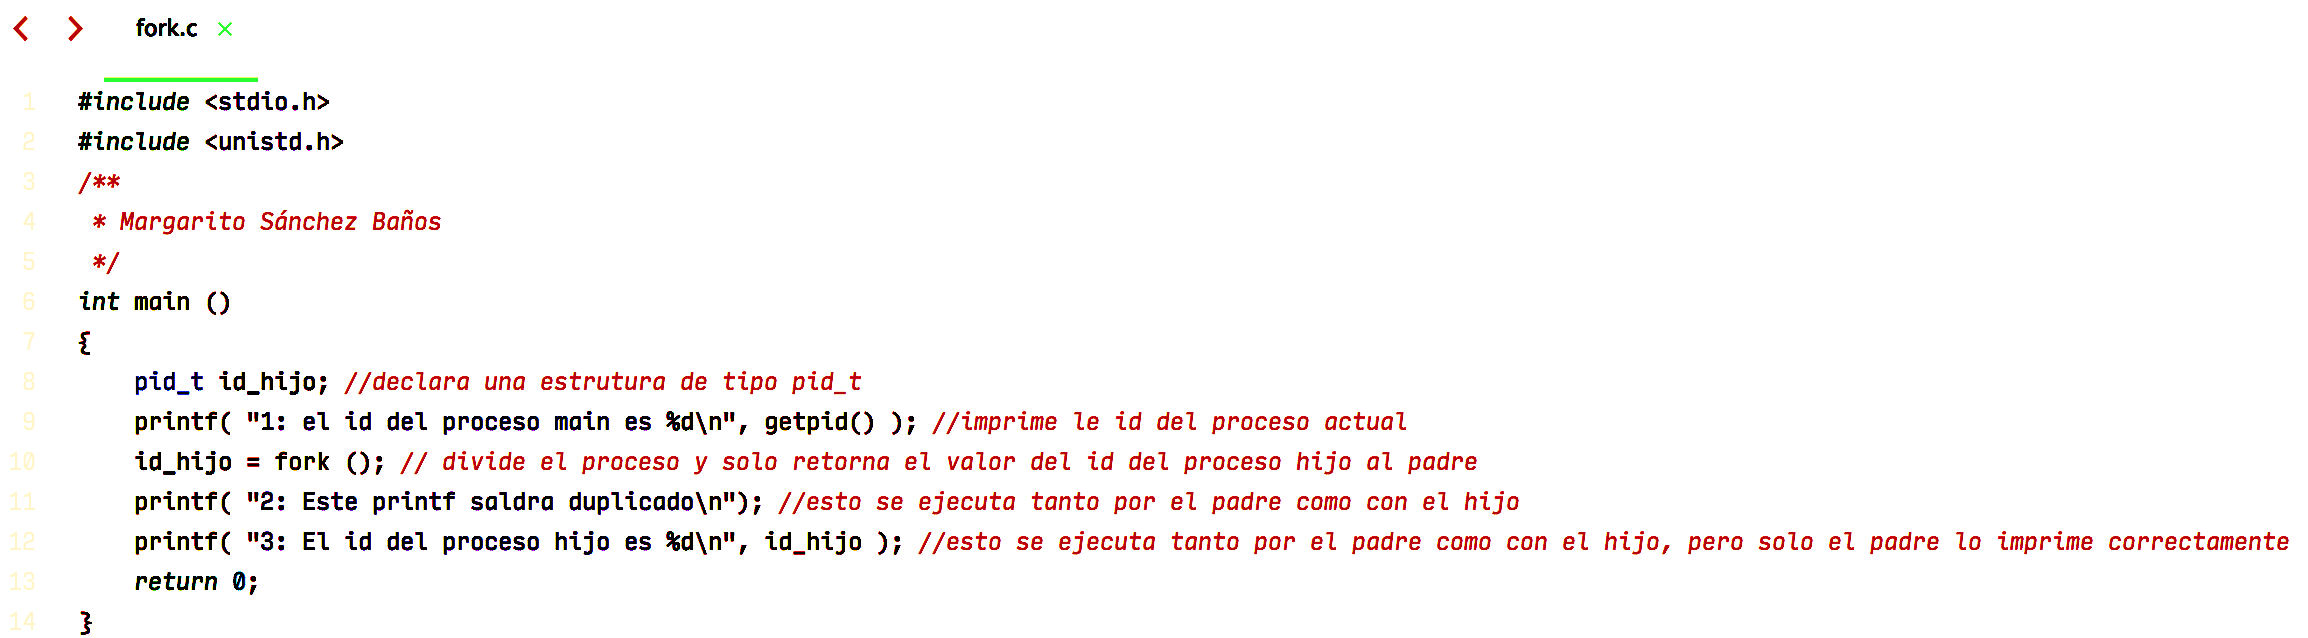 fork.c ×
1 #include <stdio.h>
2 #include <unistd.h>
3 /**
4  * Margarito Sánchez Baños
5  */
6 int main ()
7 {
8     pid_t id_hijo; //declara una estrutura de tipo pid_t
9     printf( "1: el id del proceso main es %d\n", getpid() ); //imprime le id del proceso actual
10     id_hijo = fork (); // divide el proceso y solo retorna el valor del id del proceso hijo al padre
11     printf( "2: Este printf saldra duplicado\n"); //esto se ejecuta tanto por el padre como con el hijo
12     printf( "3: El id del proceso hijo es %d\n", id_hijo ); //esto se ejecuta tanto por el padre como con el hijo, pero solo el padre lo imprime correctamente
13     return 0;
14 }